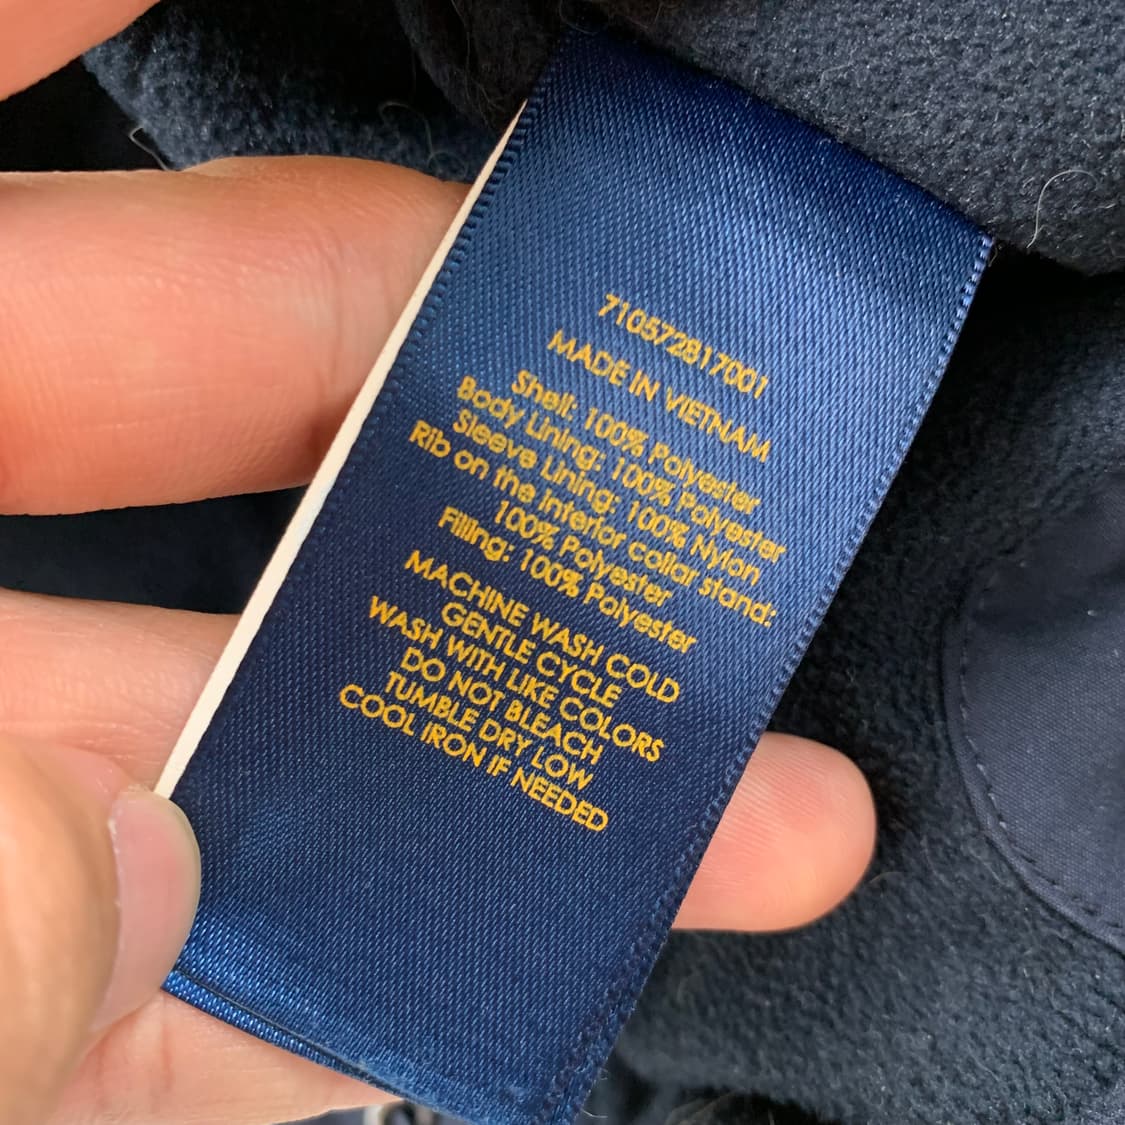 710572817001
MADE IN VIETNAM
Shell: 100% Polyester
Body Lining: 100% Polyester
Sleeve Lining: 100% Nylon
Rib on the interior collar stand:
100% Polyester
Filling: 100% Polyester
MACHINE WASH COLD
GENTLE CYCLE
WASH WITH LIKE COLORS
DO NOT BLEACH
TUMBLE DRY LOW
COOL IRON IF NEEDED